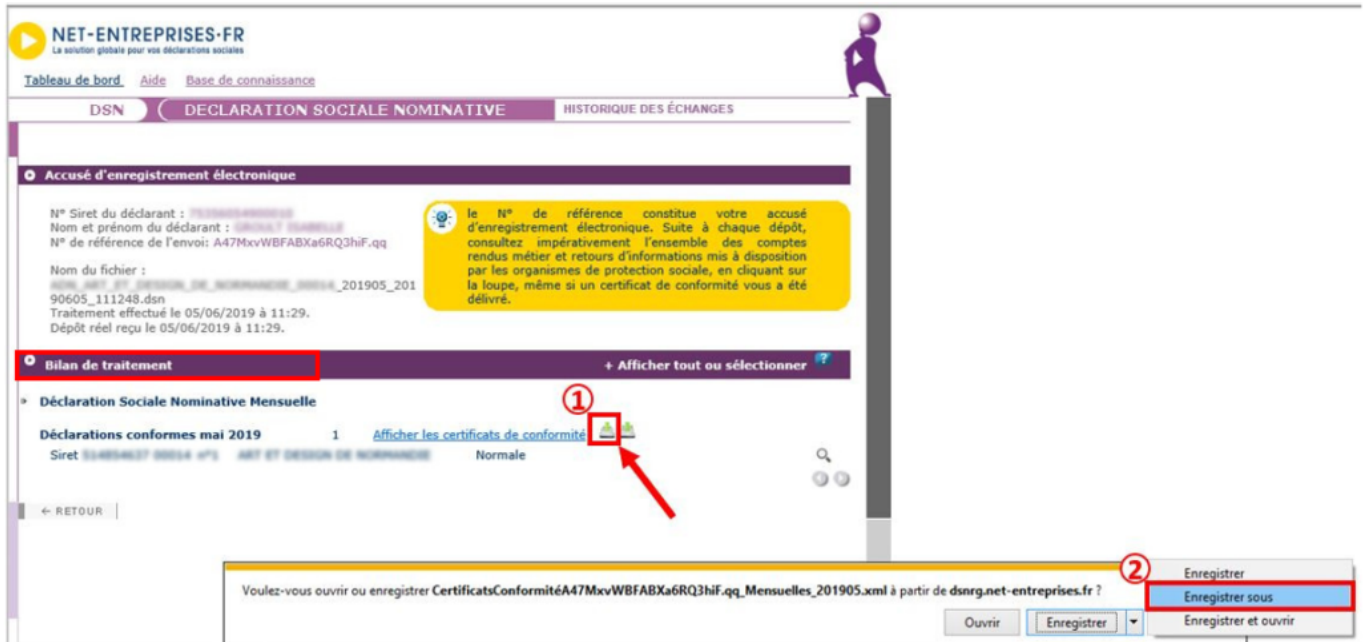 NET-ENTREPRISES·FR
La solution globale pour vos déclarations sociales
Tableau de bord Aide Base de connaissance
DSN DECLARATION SOCIALE NOMINATIVE HISTORIQUE DES ÉCHANGES
Accusé d'enregistrement électronique
N° Siret du déclarant :
Nom et prénom du déclarant :
N° de référence de l'envoi: A47MxvWBFABXa6RQ3hiF.qq
Nom du fichier :
_201905_201
90605_111248.dsn
Traitement effectué le 05/06/2019 à 11:29.
Dépôt réel reçu le 05/06/2019 à 11:29.
le N° de référence constitue votre accusé
d'enregistrement électronique. Suite à chaque dépôt,
consultez impérativement l'ensemble des comptes
rendus métier et retours d'informations mis à disposition
par les organismes de protection sociale, en cliquant sur
la loupe, même si un certificat de conformité vous a été
délivré.
Bilan de traitement + Afficher tout ou sélectionner ?
Déclaration Sociale Nominative Mensuelle
①
Déclarations conformes mai 2019 1 Afficher les certificats de conformité
Siret Normale
← RETOUR
②
Voulez-vous ouvrir ou enregistrer CertificatsConformitéA47MxvWBFABXa6RQ3hiF.qq_Mensuelles_201905.xml à partir de dsnrg.net-entreprises.fr ?
Ouvrir Enregistrer
Enregistrer
Enregistrer sous
Enregistrer et ouvrir